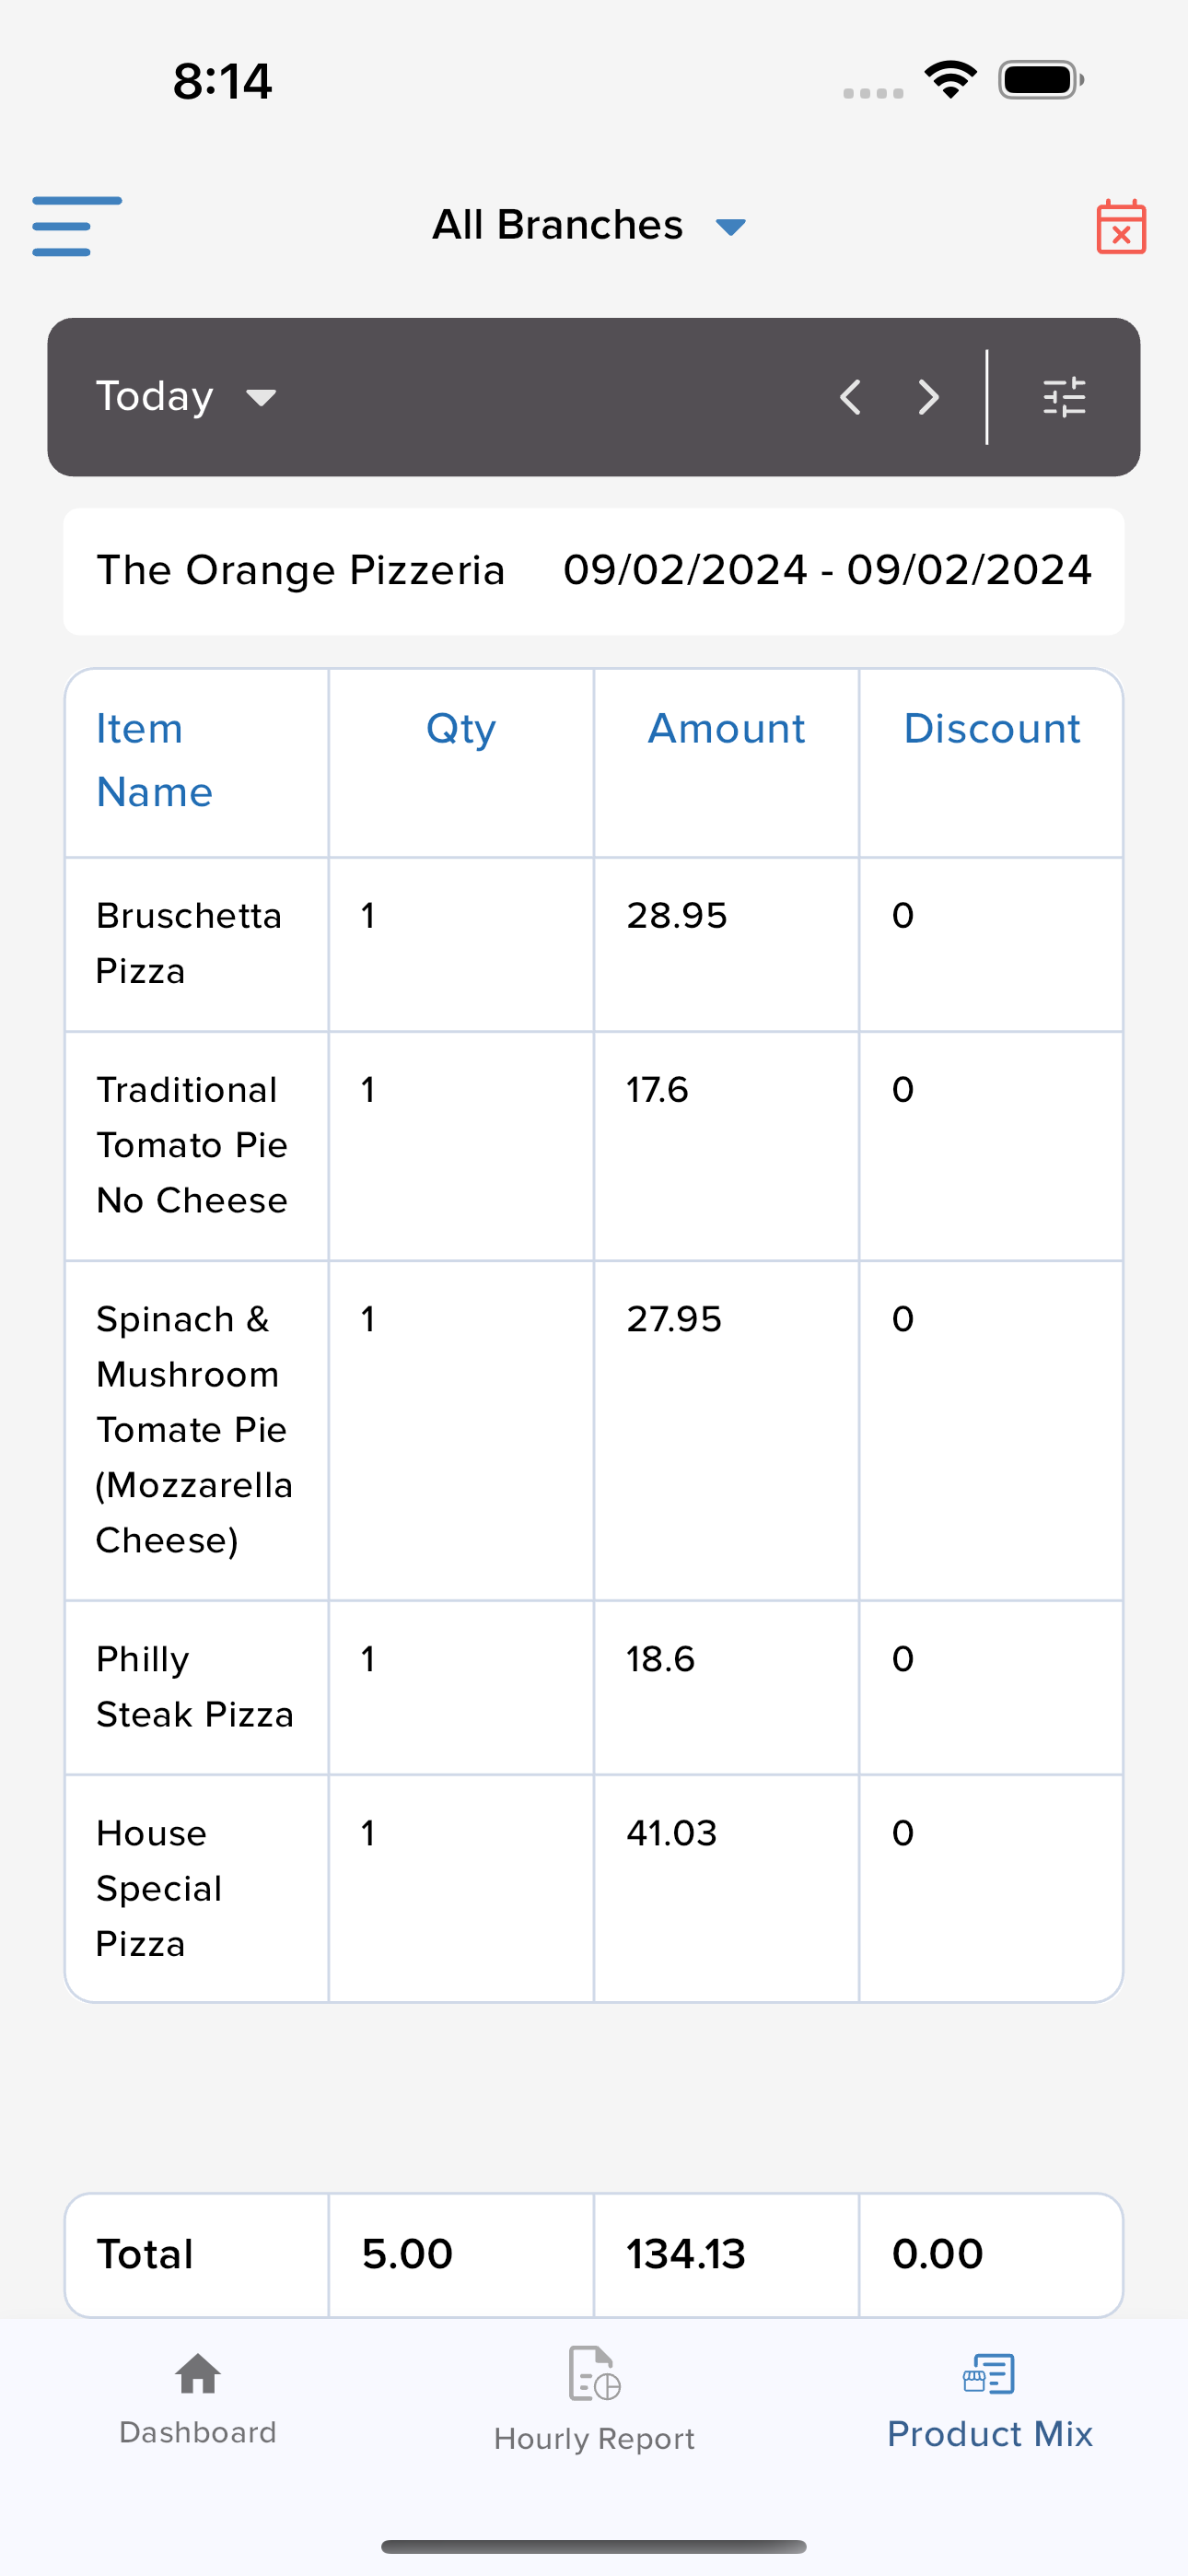 8:14
All Branches
Today
The Orange Pizzeria 09/02/2024 - 09/02/2024
Item Qty Amount Discount
Name
Bruschetta 1 28.95 0
Pizza
Traditional 1 17.6 0
Tomato Pie
No Cheese
Spinach & 1 27.95 0
Mushroom
Tomate Pie
(Mozzarella
Cheese)
Philly 1 18.6 0
Steak Pizza
House 1 41.03 0
Special
Pizza
Total 5.00 134.13 0.00
Dashboard Hourly Report Product Mix